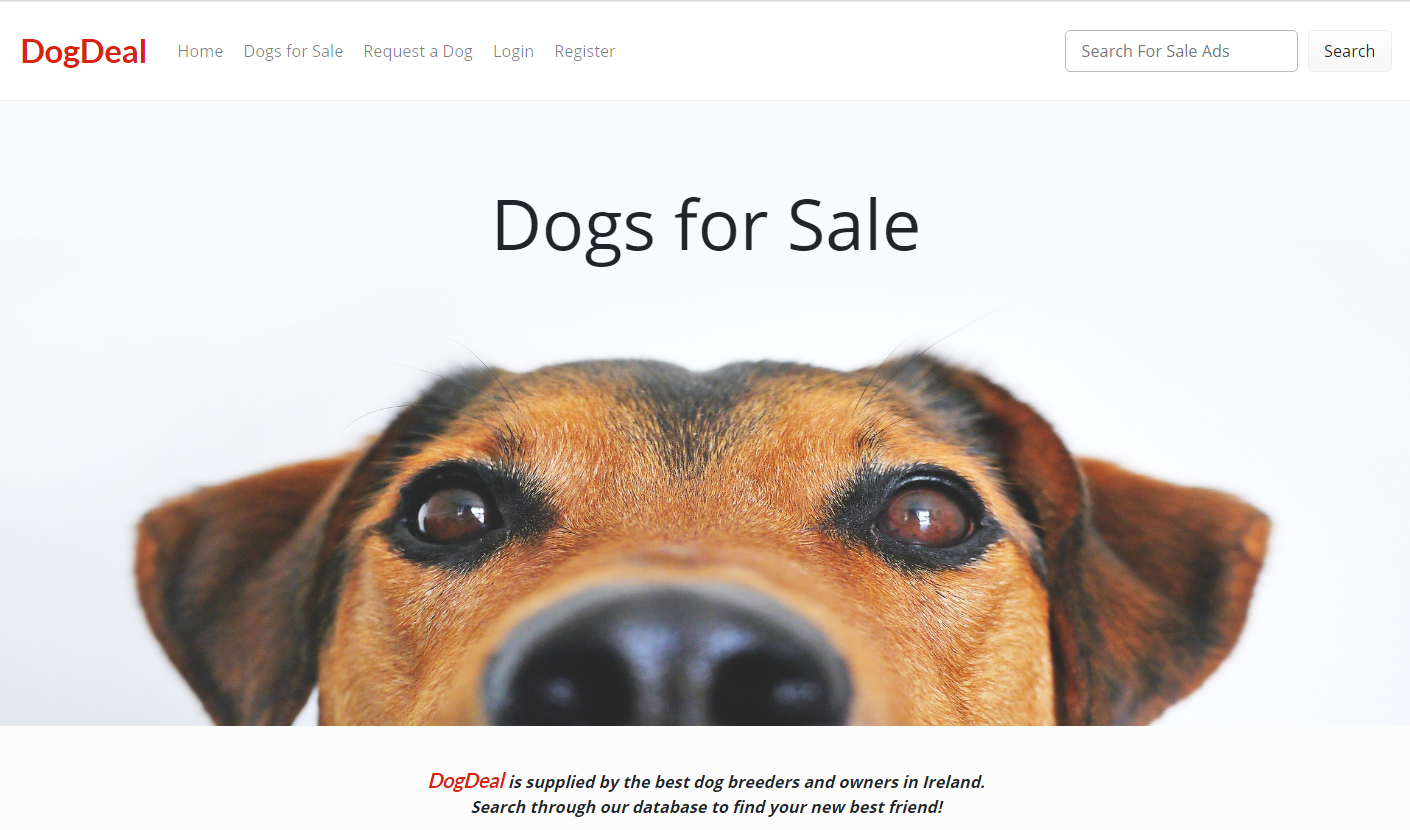 DogDeal Home Dogs for Sale Request a Dog Login Register Search For Sale Ads Search
Dogs for Sale
DogDeal is supplied by the best dog breeders and owners in Ireland.
Search through our database to find your new best friend!